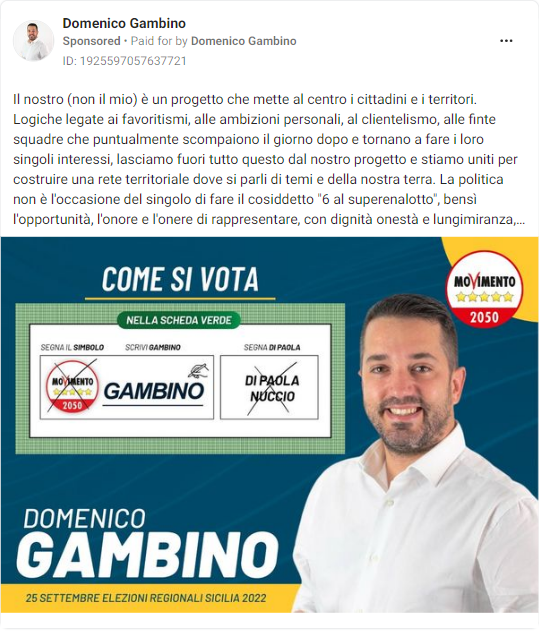 Domenico Gambino
Sponsored • Paid for by Domenico Gambino
ID: 1925597057637721
Il nostro (non il mio) è un progetto che mette al centro i cittadini e i territori.
Logiche legate ai favoritismi, alle ambizioni personali, al clientelismo, alle finte
squadre che puntualmente scompaiono il giorno dopo e tornano a fare i loro
singoli interessi, lasciamo fuori tutto questo dal nostro progetto e stiamo uniti per
costruire una rete territoriale dove si parli di temi e della nostra terra. La politica
non è l'occasione del singolo di fare il cosiddetto "6 al superenalotto", bensì
l'opportunità, l'onore e l'onere di rappresentare, con dignità onestà e lungimiranza,...
COME SI VOTA
MOVIMENTO
2050
NELLA SCHEDA VERDE
SEGNA IL SIMBOLO SCRIVI GAMBINO SEGNA DI PAOLA
MOVIMENTO
2050
GAMBINO
DI PAOLA
NUCCIO
DOMENICO
GAMBINO
25 SETTEMBRE ELEZIONI REGIONALI SICILIA 2022